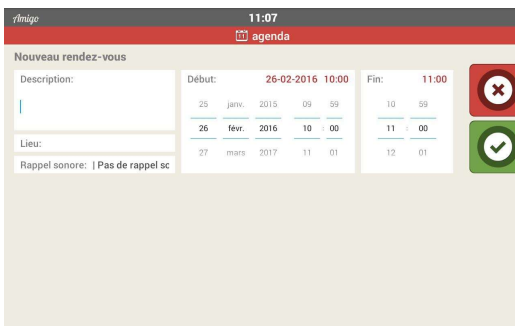 Amigo
11:07
agenda
Nouveau rendez-vous
Description:
Lieu:
Rappel sonore: | Pas de rappel sc
Début: 26-02-2016 10:00
25 janv. 2015 09 59
26 févr. 2016 10 : 00
27 mars 2017 11 01
Fin: 11:00
10 59
11 : 00
12 01